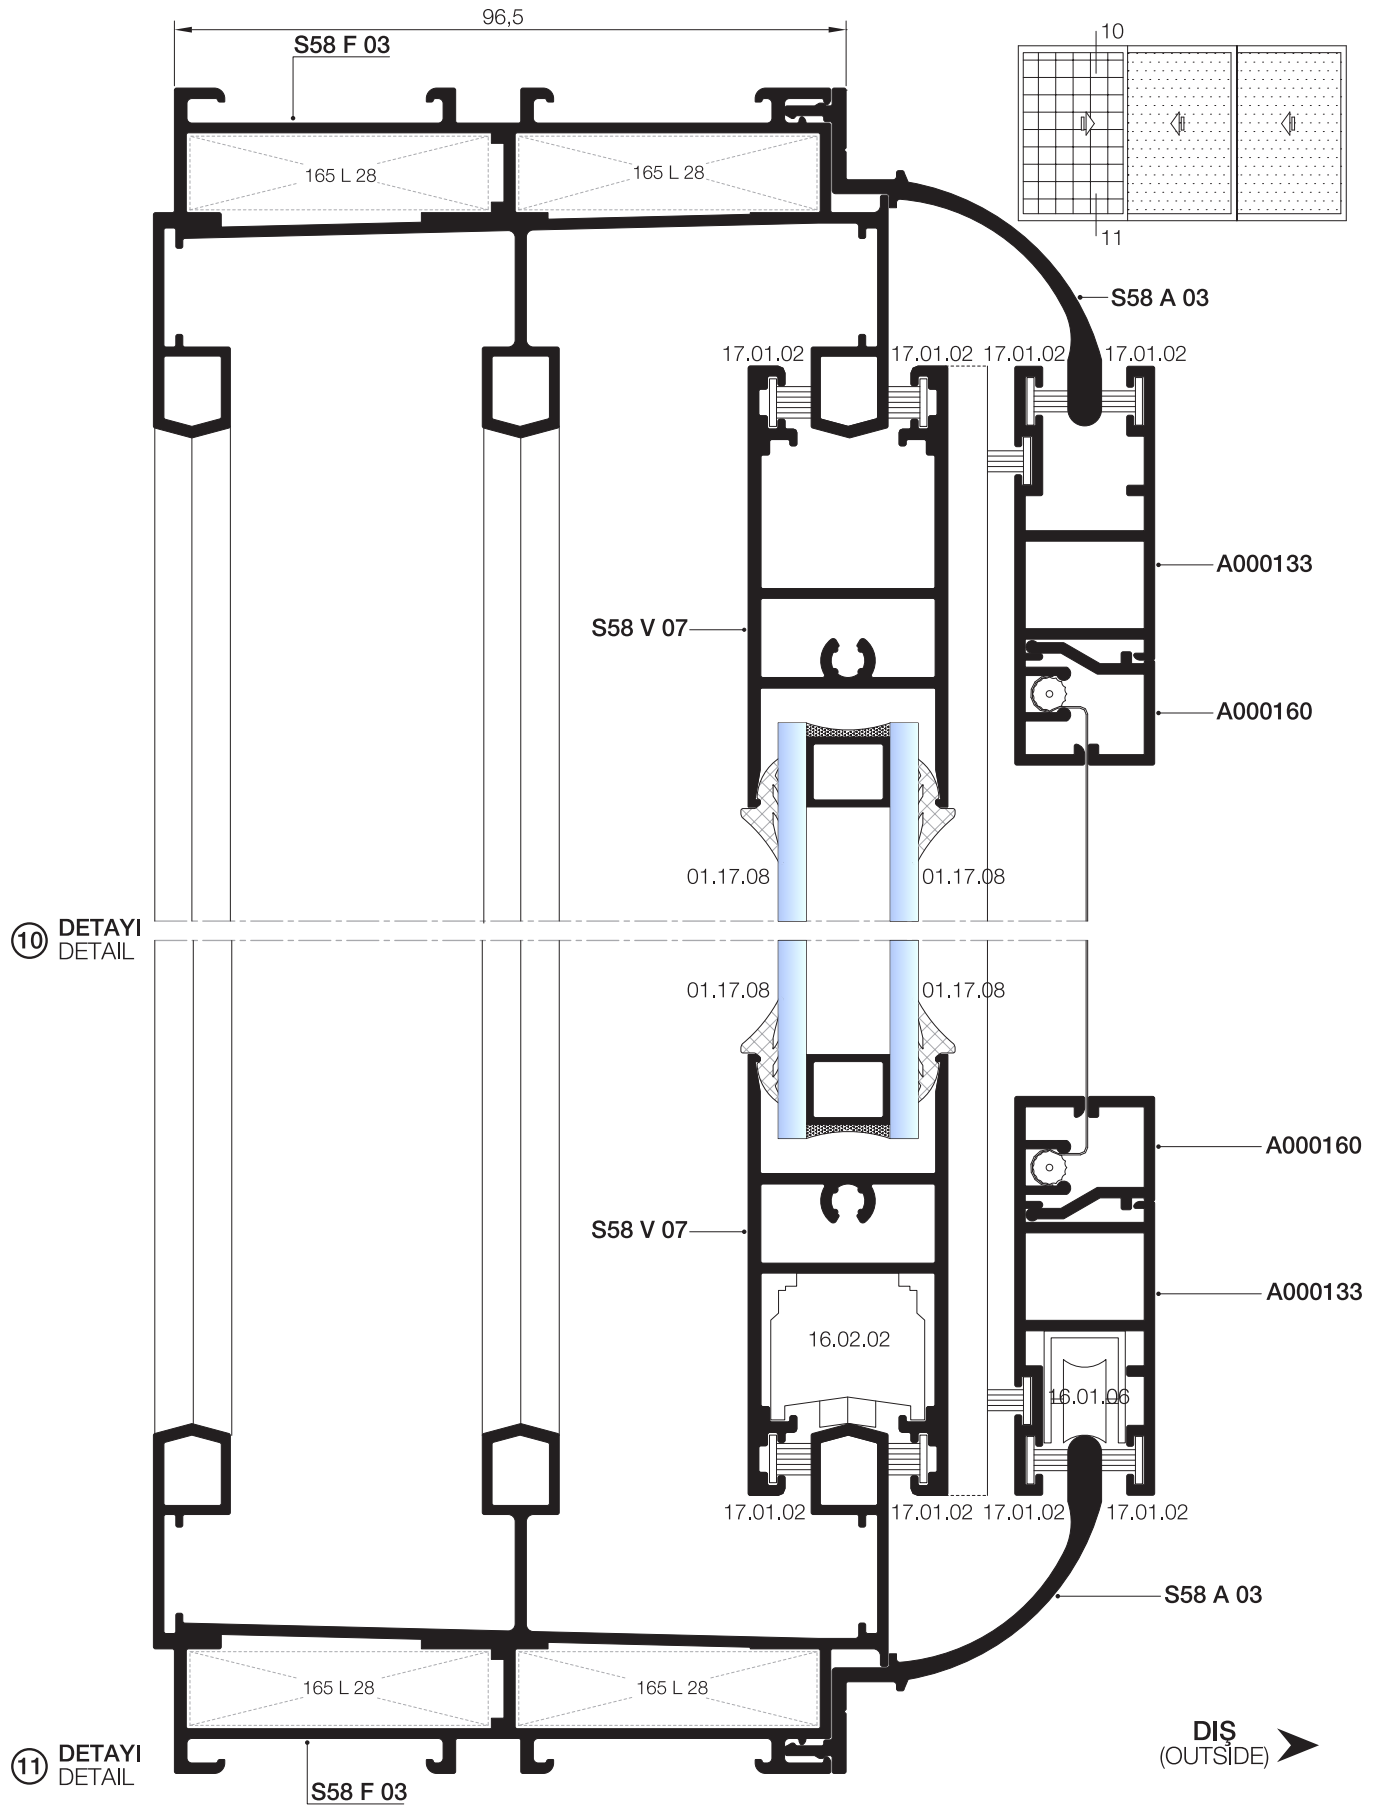 96,5
S58 F 03
10
165 L 28
165 L 28
11
S58 A 03
17.01.02
17.01.02
17.01.02
17.01.02
A000133
S58 V 07
A000160
01.17.08
01.17.08
10 DETAYI
DETAIL
01.17.08
01.17.08
A000160
S58 V 07
A000133
16.02.02
16.01.06
17.01.02
17.01.02
17.01.02
17.01.02
S58 A 03
165 L 28
165 L 28
11 DETAYI
DETAIL
DIŞ
(OUTSIDE)
S58 F 03